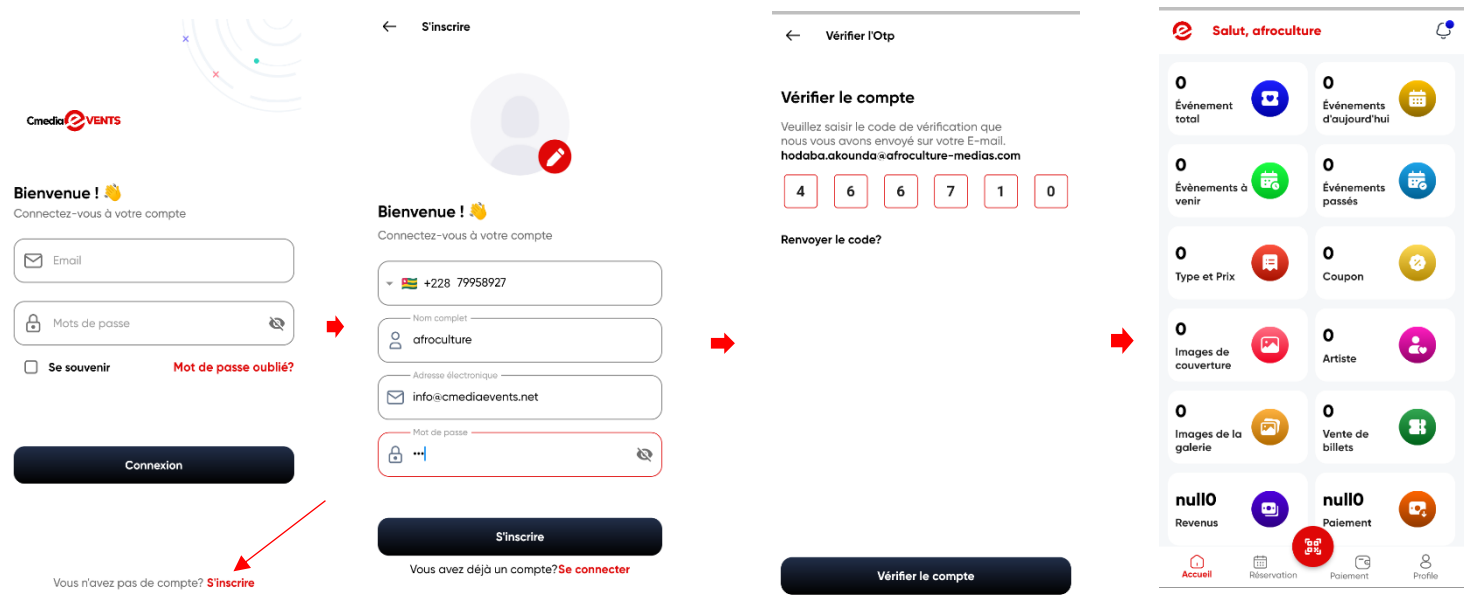 Cmedia eVENTS
Bienvenue ! 👋
Connectez-vous à votre compte
Email
Mots de passe
Se souvenir
Mot de passe oublié?
Connexion
Vous n'avez pas de compte? S'inscrire
S'inscrire
Bienvenue ! 👋
Connectez-vous à votre compte
+228 79958927
Nom complet
afroculture
Adresse électronique
info@cmediaevents.net
Mot de passe
•••
S'inscrire
Vous avez déjà un compte?Se connecter
Vérifier l'Otp
Vérifier le compte
Veuillez saisir le code de vérification que
nous vous avons envoyé sur votre E-mail.
hodaba.akounda@afroculture-medias.com
4 6 6 7 1 0
Renvoyer le code?
Vérifier le compte
e
Salut, afroculture
0
Événement
total
0
Événements
d'aujourd'hui
0
Évènements à
venir
0
Événements
passés
0
Type et Prix
0
Coupon
0
Images de
couverture
0
Artiste
0
Images de la
galerie
0
Vente de
billets
null0
Revenus
null0
Paiement
Accueil
Réservation
Paiement
Profile